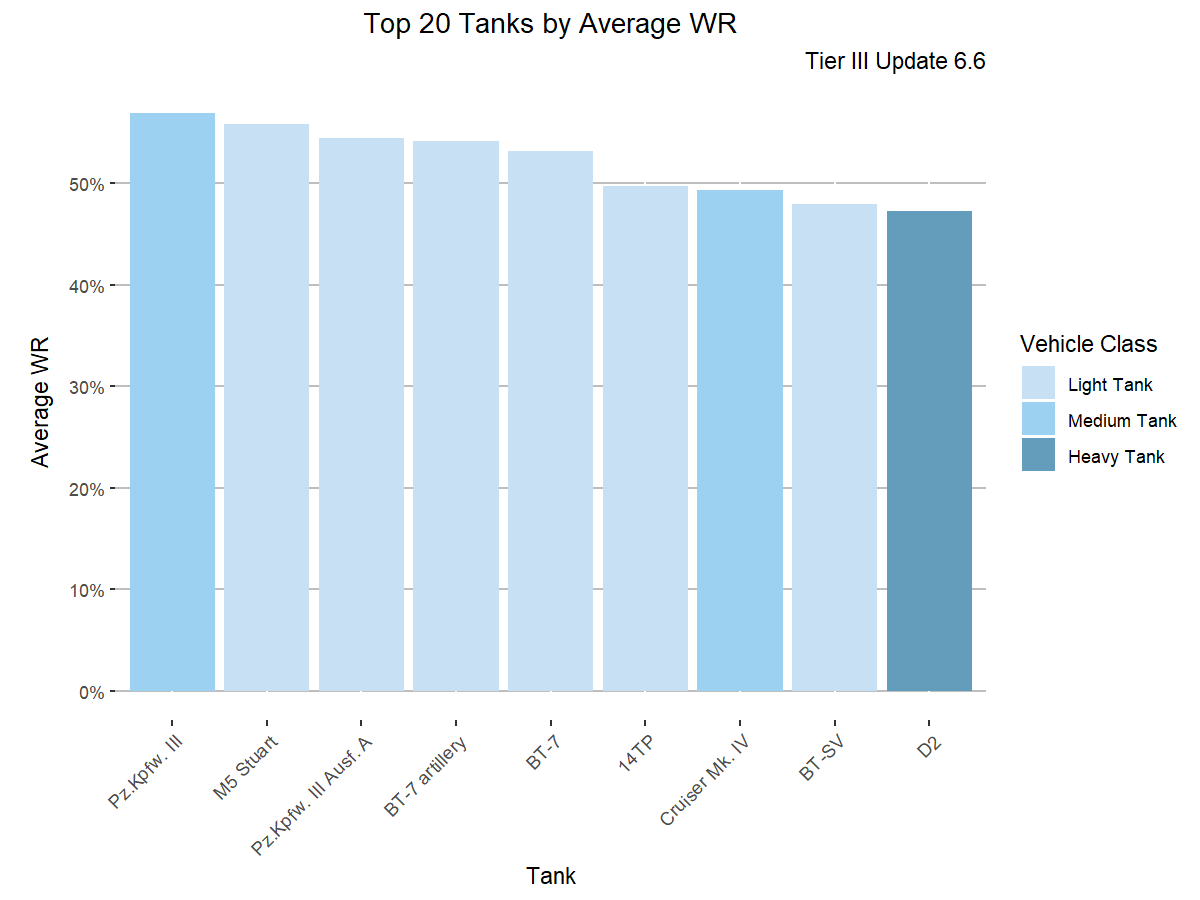 Top 20 Tanks by Average WR
Tier III Update 6.6
Average WR
50%
40%
30%
20%
10%
0%
Pz.Kpfw. III
M5 Stuart
Pz.Kpfw. III Ausf. A
BT-7 artillery
BT-7
14TP
Cruiser Mk. IV
BT-SV
D2
Tank
Vehicle Class
Light Tank
Medium Tank
Heavy Tank